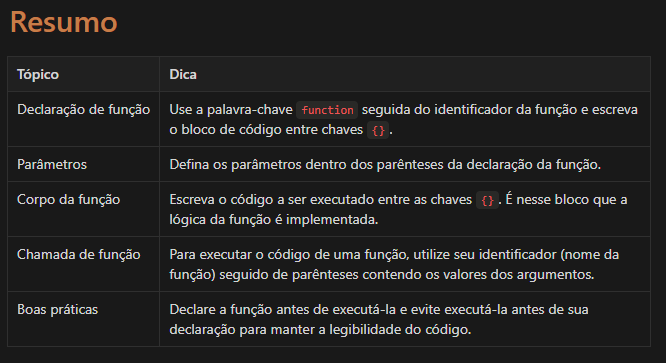 Resumo
Tópico Dica
Declaração de função Use a palavra-chave function seguida do identificador da função e escreva
o bloco de código entre chaves {}.
Parâmetros Defina os parâmetros dentro dos parênteses da declaração da função.
Corpo da função Escreva o código a ser executado entre as chaves {}. É nesse bloco que a
lógica da função é implementada.
Chamada de função Para executar o código de uma função, utilize seu identificador (nome da
função) seguido de parênteses contendo os valores dos argumentos.
Boas práticas Declare a função antes de executá-la e evite executá-la antes de sua
declaração para manter a legibilidade do código.